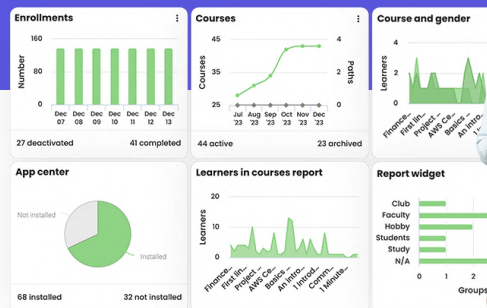 Enrollments
160
80
0
Number
Dec 07
Dec 08
Dec 09
Dec 10
Dec 11
Dec 12
Dec 13
27 deactivated
41 completed
Courses
45
35
25
Courses
4
2
0
Paths
Jul '23
Aug '23
Sep '23
Oct '23
Nov '23
Dec '23
44 active
23 archived
Course and gender
4
2
0
Learners
Finance...
First lin...
Project ...
AWS Ce...
Basics ...
An intro...
App center
Not installed
Installed
68 installed
32 not installed
Learners in courses report
20
10
0
Learners
Finance...
First lin...
Project ...
AWS Ce...
Basics ...
An intro...
1 Introd...
Comm...
1 Minute...
Report widget
Club
Faculty
Hobby
Students
Study
N/A
0
1
2
Groups